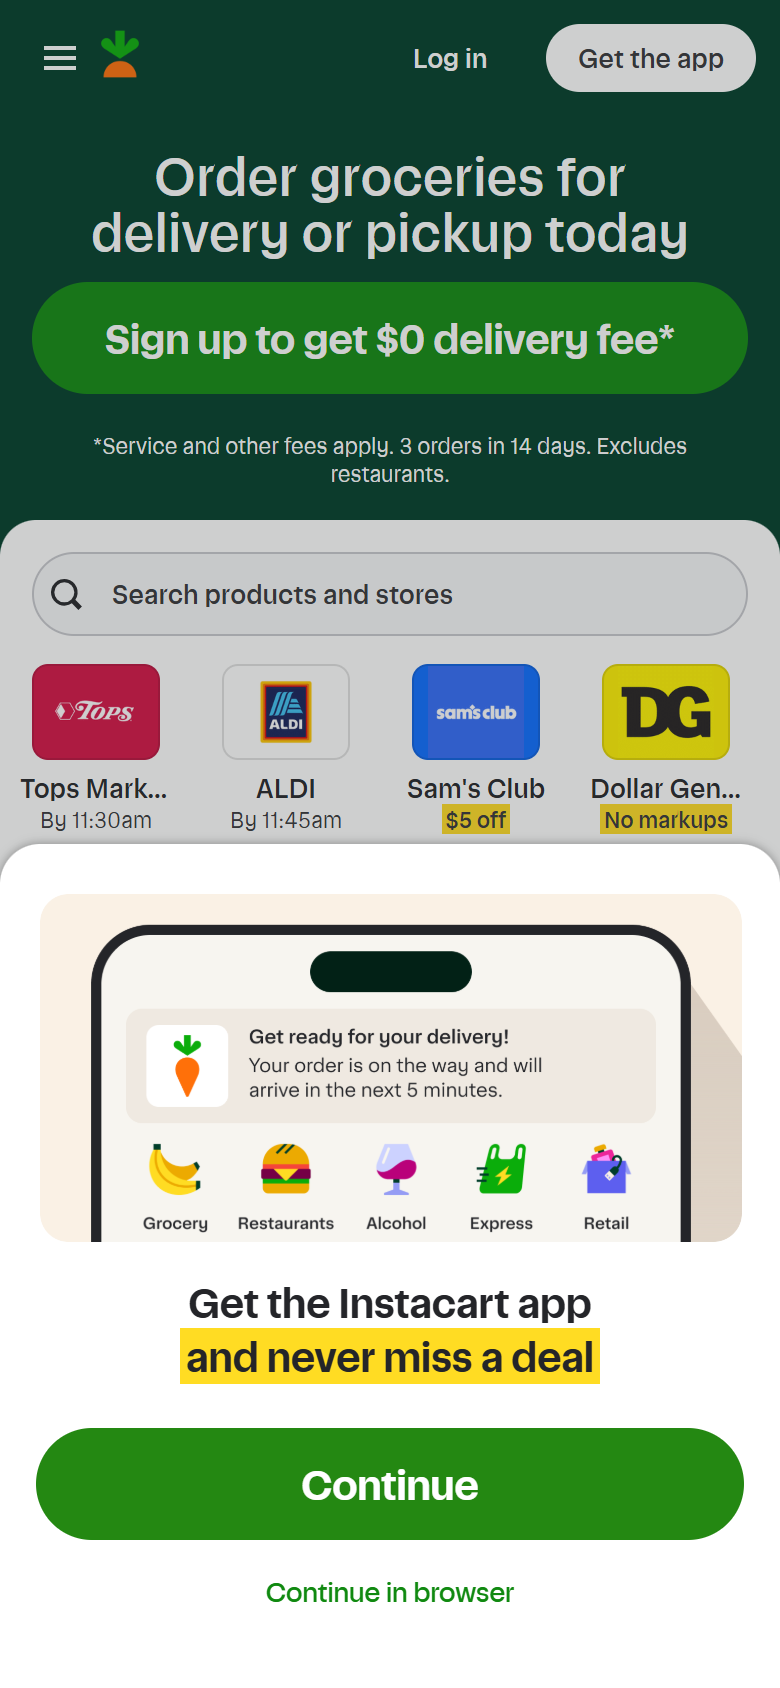 Log in
Get the app
Order groceries for
delivery or pickup today
Sign up to get $0 delivery fee*
*Service and other fees apply. 3 orders in 14 days. Excludes
restaurants.
Search products and stores
TOPS
ALDI
sam's club
DG
Tops Mark...
ALDI
Sam's Club
Dollar Gen...
By 11:30am
By 11:45am
$5 off
No markups
Get ready for your delivery!
Your order is on the way and will
arrive in the next 5 minutes.
Grocery
Restaurants
Alcohol
Express
Retail
Get the Instacart app
and never miss a deal
Continue
Continue in browser